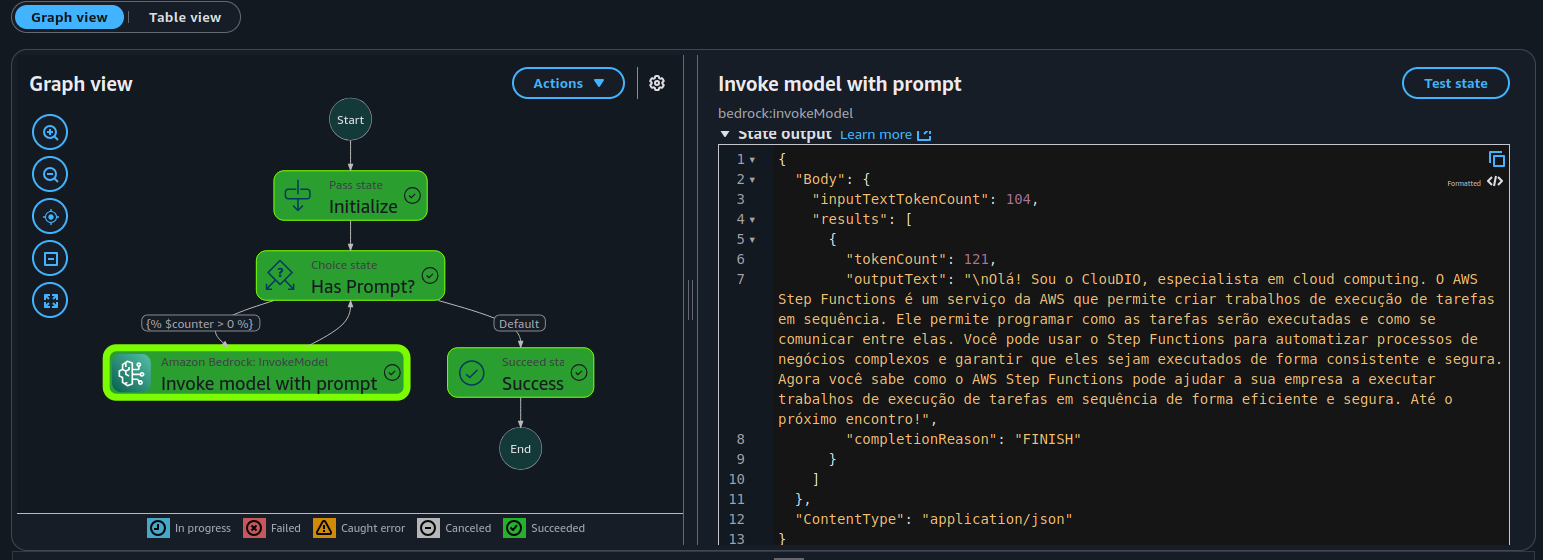 Graph view
Table view
Graph view
Actions
Start
Pass state
Initialize
Choice state
Has Prompt?
{% $counter > 0 %}
Default
Amazon Bedrock: InvokeModel
Invoke model with prompt
Succeed sta
Success
End
In progress
Failed
Caught error
Canceled
Succeeded
Invoke model with prompt
Test state
bedrock:invokeModel
State output
Learn more
Formatted
1 {
2 "Body": {
3 "inputTextTokenCount": 104,
4 "results": [
5 {
6 "tokenCount": 121,
7 "outputText": "\nOlá! Sou o ClouDIO, especialista em cloud computing. O AWS
Step Functions é um serviço da AWS que permite criar trabalhos de execução de tarefas
em sequência. Ele permite programar como as tarefas serão executadas e como se
comunicar entre elas. Você pode usar o Step Functions para automatizar processos de
negócios complexos e garantir que eles sejam executados de forma consistente e segura.
Agora você sabe como o AWS Step Functions pode ajudar a sua empresa a executar
trabalhos de execução de tarefas em sequência de forma eficiente e segura. Até o
próximo encontro!",
8 "completionReason": "FINISH"
9 }
10 ]
11 },
12 "ContentType": "application/json"
13 }